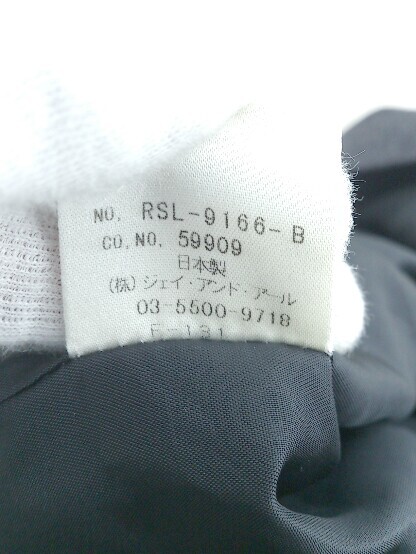 NO. RSL-9166-B
CO.NO. 59909
日本製
(株)ジェイ・アンド・アール
03-5500-9718
F-131